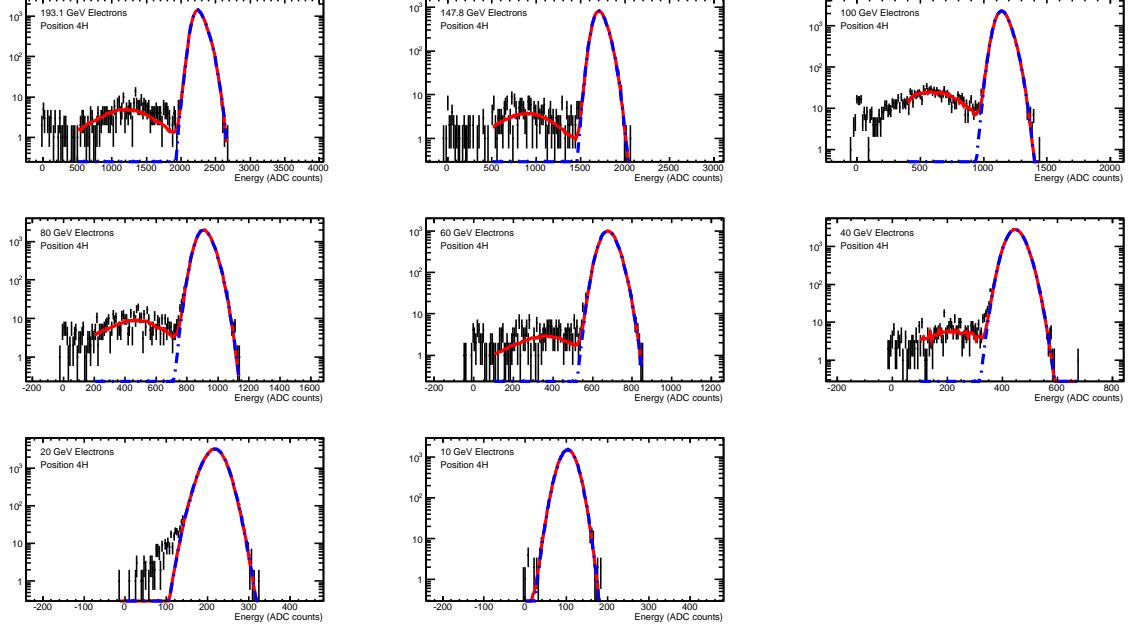 193.1 GeV Electrons
Position 4H
10³
10²
10
1
0 500 1000 1500 2000 2500 3000 3500 4000
Energy (ADC counts)
147.8 GeV Electrons
Position 4H
10³
10²
10
1
0 500 1000 1500 2000 2500 3000
Energy (ADC counts)
100 GeV Electrons
Position 4H
10³
10²
10
1
0 500 1000 1500 2000
Energy (ADC counts)
80 GeV Electrons
Position 4H
10³
10²
10
1
-200 0 200 400 600 800 1000 1200 1400 1600
Energy (ADC counts)
60 GeV Electrons
Position 4H
10³
10²
10
1
-200 0 200 400 600 800 1000 1200
Energy (ADC counts)
40 GeV Electrons
Position 4H
10³
10²
10
1
-200 0 200 400 600 800
Energy (ADC counts)
20 GeV Electrons
Position 4H
10³
10²
10
1
-200 -100 0 100 200 300 400
Energy (ADC counts)
10 GeV Electrons
Position 4H
10³
10²
10
1
-200 -100 0 100 200 300 400
Energy (ADC counts)